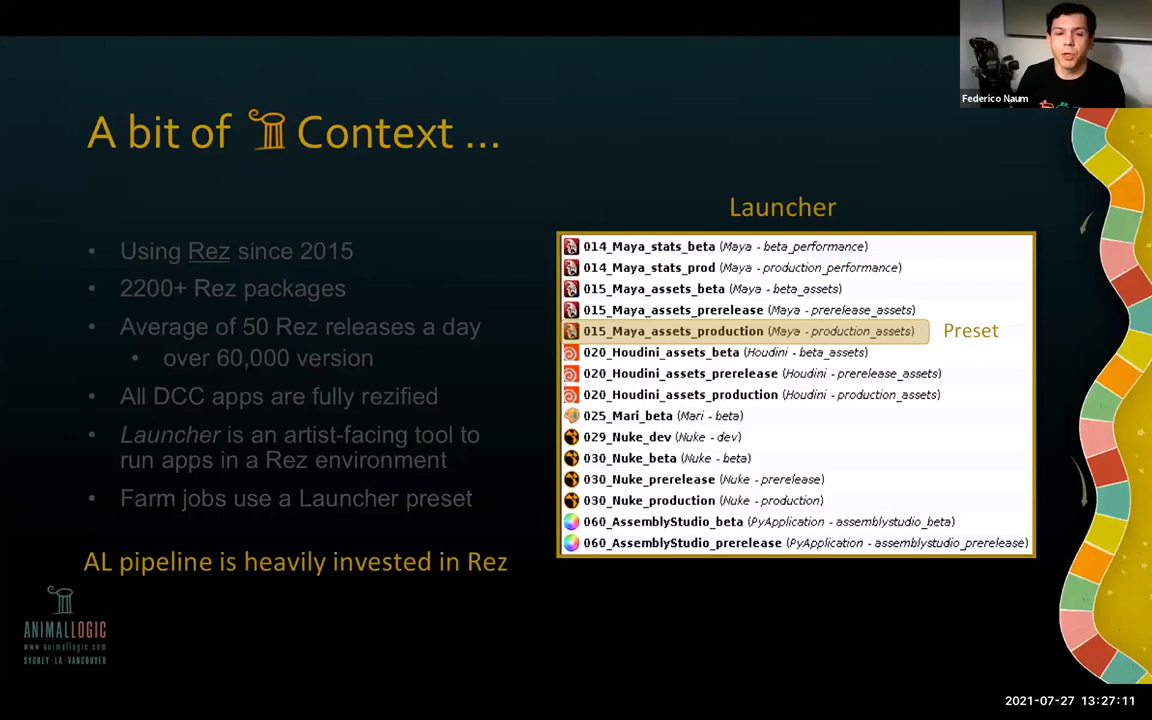 Federico Naum
A bit of Context ...
Launcher
• Using Rez since 2015
• 2200+ Rez packages
• Average of 50 Rez releases a day
• over 60,000 version
• All DCC apps are fully rezified
• Launcher is an artist-facing tool to
run apps in a Rez environment
• Farm jobs use a Launcher preset
AL pipeline is heavily invested in Rez
014_Maya_stats_beta (Maya - beta_performance)
014_Maya_stats_prod (Maya - production_performance)
015_Maya_assets_beta (Maya - beta_assets)
015_Maya_assets_prerelease (Maya - prerelease_assets)
015_Maya_assets_production (Maya - production_assets)
Preset
020_Houdini_assets_beta (Houdini - beta_assets)
020_Houdini_assets_prerelease (Houdini - prerelease_assets)
020_Houdini_assets_production (Houdini - production_assets)
025_Mari_beta (Mari - beta)
029_Nuke_dev (Nuke - dev)
030_Nuke_beta (Nuke - beta)
030_Nuke_prerelease (Nuke - prerelease)
030_Nuke_production (Nuke - production)
060_AssemblyStudio_beta (PyApplication - assemblystudio_beta)
060_AssemblyStudio_prerelease (PyApplication - assemblystudio_prerelease)
ANIMALLOGIC
www.animallogic.com
SYDNEY-LA-VANCOUVER
2021-07-27 13:27:11